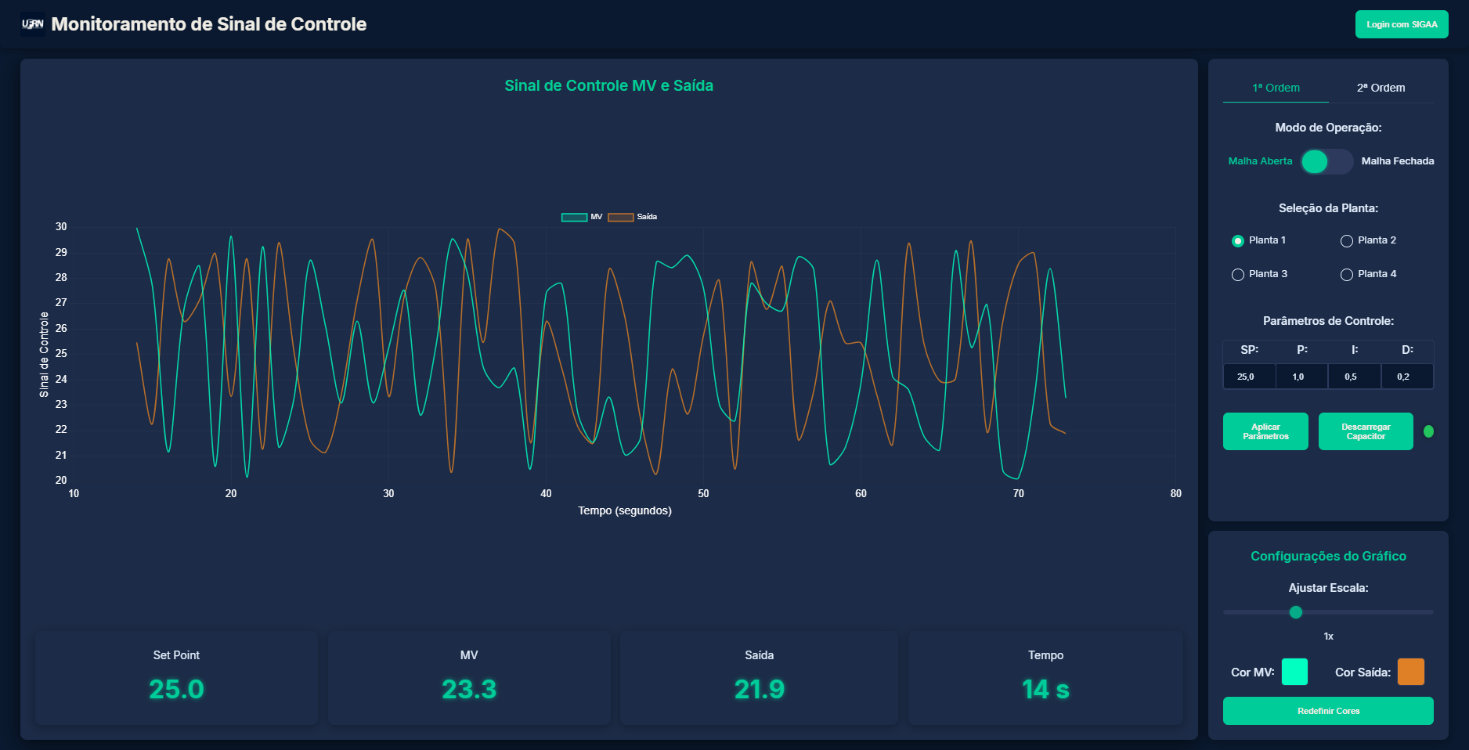 UFRN Monitoramento de Sinal de Controle
Login com SIGAA
Sinal de Controle MV e Saída
MV Saída
Sinal de Controle
30
29
28
27
26
25
24
23
22
21
20
10 20 30 40 50 60 70 80
Tempo (segundos)
Set Point
25.0
MV
23.3
Saída
21.9
Tempo
14 s
1ª Ordem 2ª Ordem
Modo de Operação:
Malha Aberta Malha Fechada
Seleção da Planta:
Planta 1 Planta 2
Planta 3 Planta 4
Parâmetros de Controle:
SP: P: I: D:
25,0 1,0 0,5 0,2
Aplicar
Parâmetros
Descarregar
Capacitor
Configurações do Gráfico
Ajustar Escala:
1x
Cor MV: Cor Saída:
Redefinir Cores